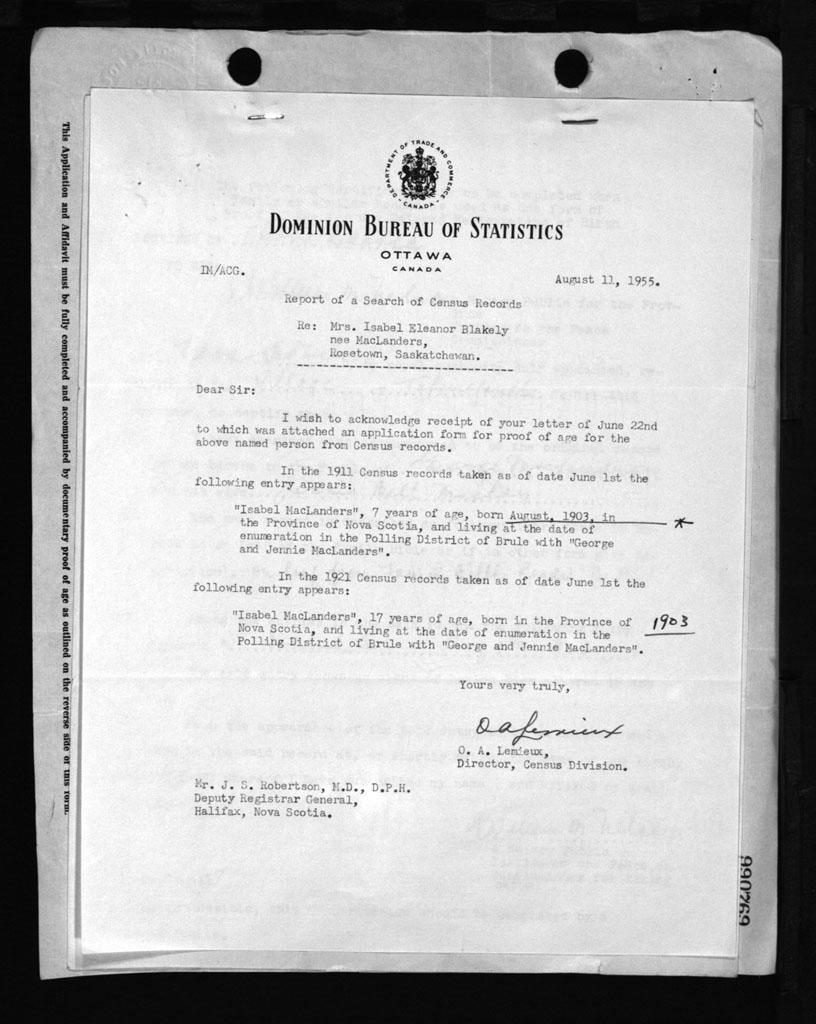 DEPARTMENT OF TRADE AND COMMERCE
CANADA
DOMINION BUREAU OF STATISTICS
OTTAWA
CANADA
IM/ACG.
August 11, 1955.
Report of a Search of Census Records
Re: Mrs. Isabel Eleanor Blakely
nee MacLanders,
Rosetown, Saskatchewan.
Dear Sir:
I wish to acknowledge receipt of your letter of June 22nd
to which was attached an application form for proof of age for the
above named person from Census records.
In the 1911 Census records taken as of date June 1st the
following entry appears:
"Isabel MacLanders", 7 years of age, born August, 1903, in
the Province of Nova Scotia, and living at the date of
enumeration in the Polling District of Brule with "George
and Jennie MacLanders".
In the 1921 Census records taken as of date June 1st the
following entry appears:
"Isabel MacLanders", 17 years of age, born in the Province of
Nova Scotia, and living at the date of enumeration in the
Polling District of Brule with "George and Jennie MacLanders".
1903
Yours very truly,
O A Lemieux
O. A. Lemieux,
Director, Census Division.
Mr. J. S. Robertson, M.D., D.P.H.
Deputy Registrar General,
Halifax, Nova Scotia.
This Application and Affidavit must be fully completed and accompanied by documentary proof of age as outlined on the reverse side of this form.